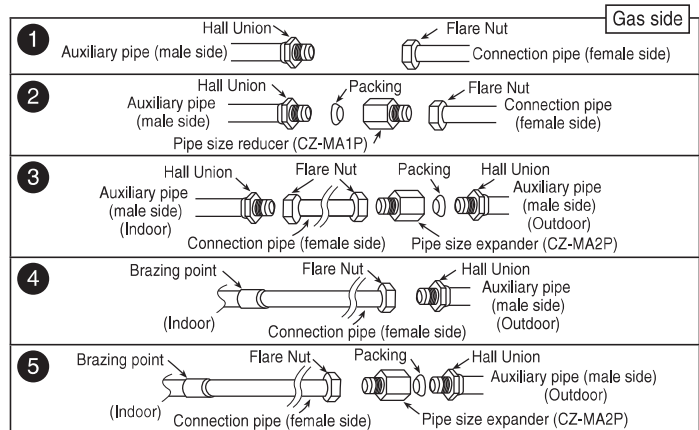 Gas side
1
Hall Union
Flare Nut
Auxiliary pipe (male side)
Connection pipe (female side)
2
Hall Union
Packing
Flare Nut
Auxiliary pipe
(male side)
Connection pipe
(female side)
Pipe size reducer (CZ-MA1P)
3
Hall Union
Flare Nut
Packing
Hall Union
Auxiliary pipe
(male side)
(Indoor)
Auxiliary pipe
(male side)
(Outdoor)
Connection pipe (female side)
Pipe size expander (CZ-MA2P)
4
Brazing point
Flare Nut
Hall Union
Auxiliary pipe
(male side)
(Outdoor)
(Indoor)
Connection pipe (female side)
5
Brazing point
Flare Nut
Packing
Hall Union
Auxiliary pipe (male side)
(Outdoor)
(Indoor)
Connection pipe (female side)
Pipe size expander (CZ-MA2P)